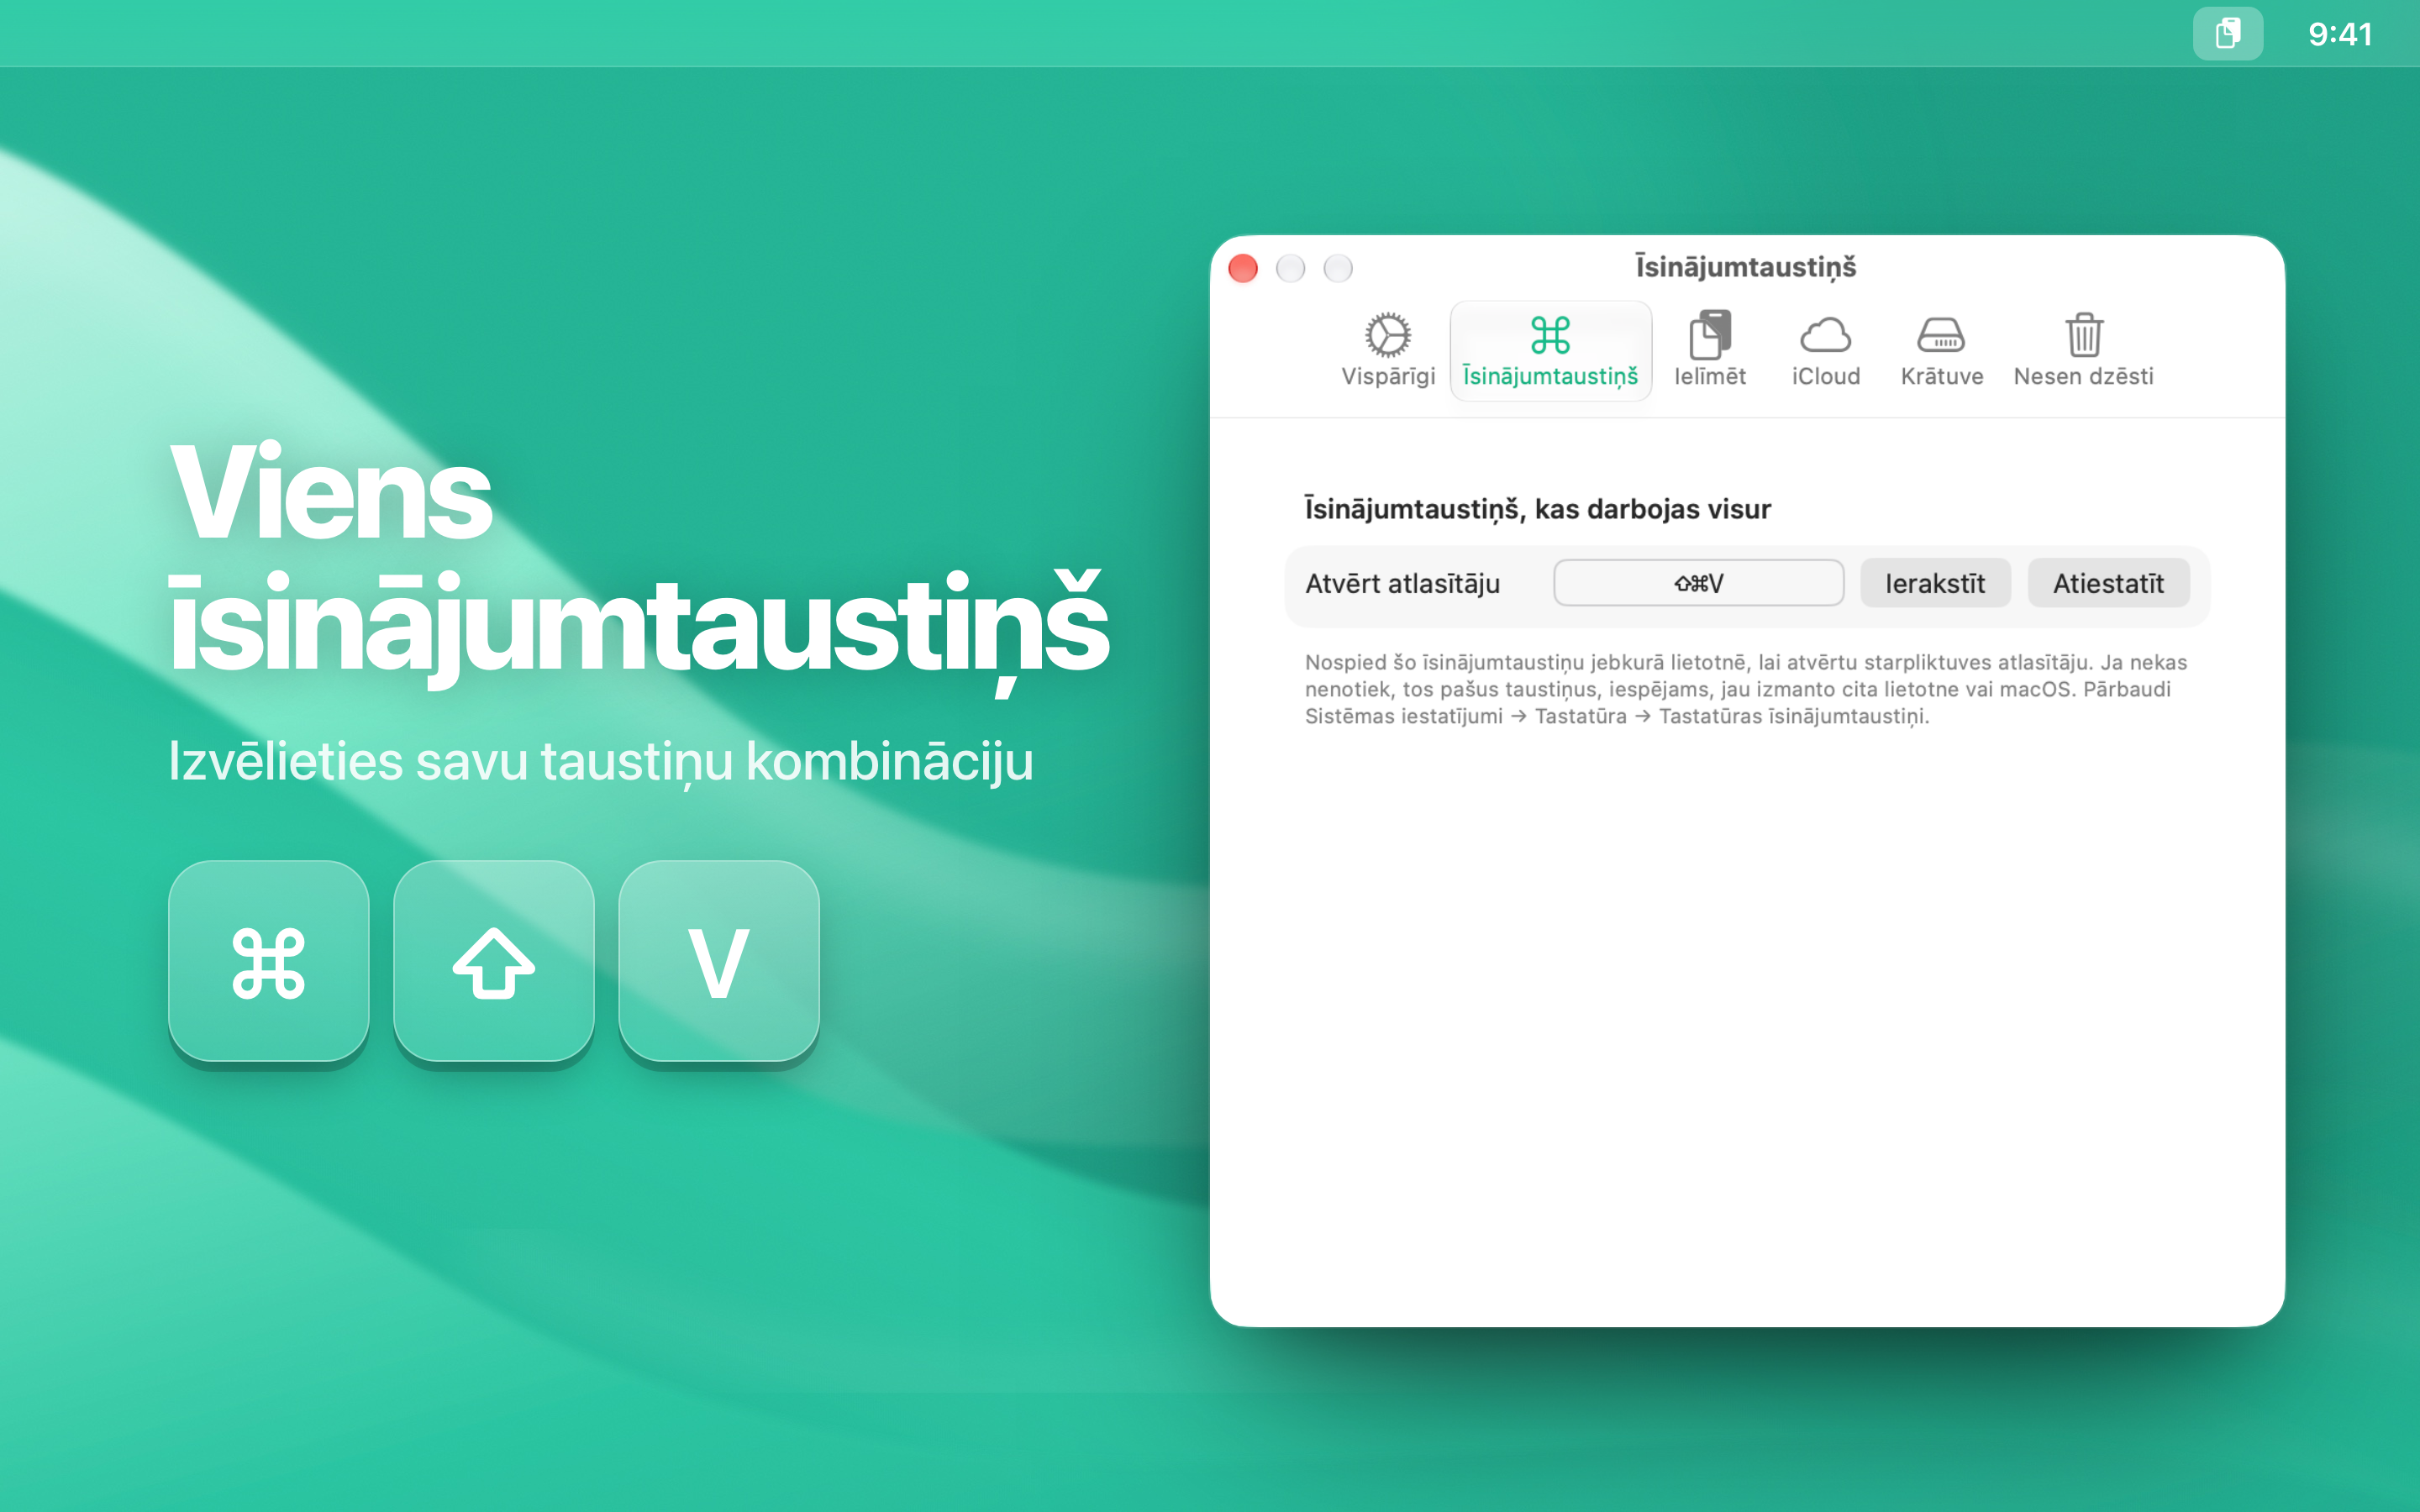 9:41
Viens
īsinājumtaustiņš
Izvēlieties savu taustiņu kombināciju
⌘ ⇧ V
Īsinājumtaustiņš
Vispārīgi Īsinājumtaustiņš Ielīmēt iCloud Krātuve Nesen dzēsti
Īsinājumtaustiņš, kas darbojas visur
Atvērt atlasītāju ⇧⌘V Ierakstīt Atiestatīt
Nospied šo īsinājumtaustiņu jebkurā lietotnē, lai atvērtu starpliktuves atlasītāju. Ja nekas
nenotiek, tos pašus taustiņus, iespējams, jau izmanto cita lietotne vai macOS. Pārbaudi
Sistēmas iestatījumi → Tastatūra → Tastatūras īsinājumtaustiņi.